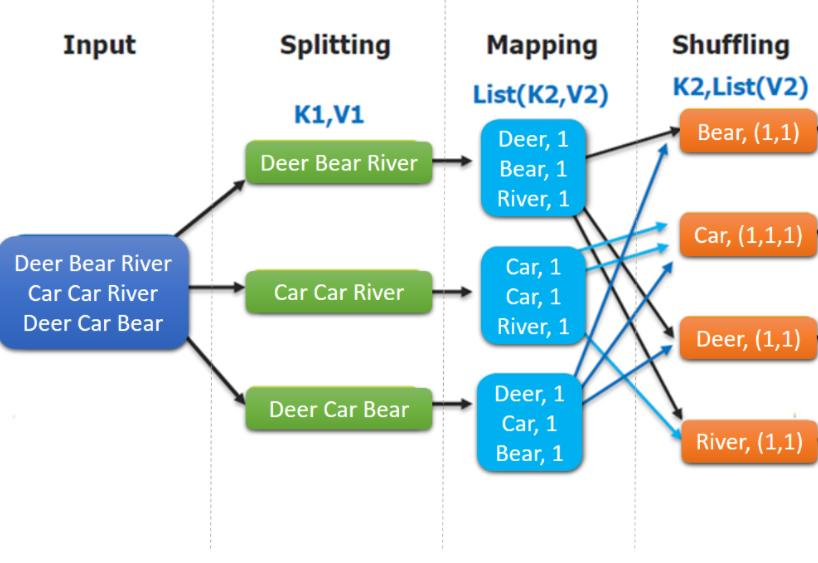 Input
Splitting
Mapping
Shuffling
K1,V1
List(K2,V2)
K2,List(V2)
Deer Bear River
Car Car River
Deer Car Bear
Deer Bear River
Car Car River
Deer Car Bear
Deer, 1
Bear, 1
River, 1
Car, 1
Car, 1
River, 1
Deer, 1
Car, 1
Bear, 1
Bear, (1,1)
Car, (1,1,1)
Deer, (1,1)
River, (1,1)